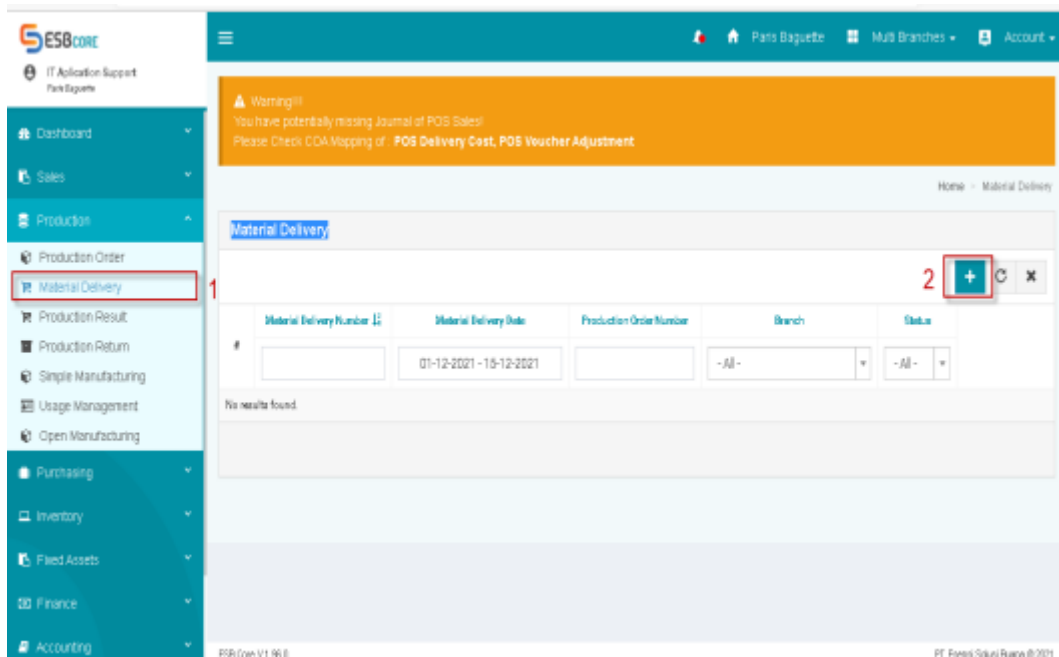 ESBCORE
IT Aplication Support
Paris Baguette
Dashboard
Sales
Production
Production Order
Material Delivery
Production Result
Production Return
Simple Manufacturing
Usage Management
Open Manufacturing
Purchasing
Inventory
Fixed Assets
Finance
Accounting
Paris Baguette Multi Branches Account
Warning!!!
You have potentially missing Journal of POS Sales!
Please Check COA Mapping of : POS Delivery Cost, POS Voucher Adjustment
Home > Material Delivery
Material Delivery
1
2
# Material Delivery Number Material Delivery Date Production Order Number Branch Status
01-12-2021 - 15-12-2021 - All - - All -
No results found.
ESB Core V1.96.0
PT. Esensi Solusi Buana © 2021